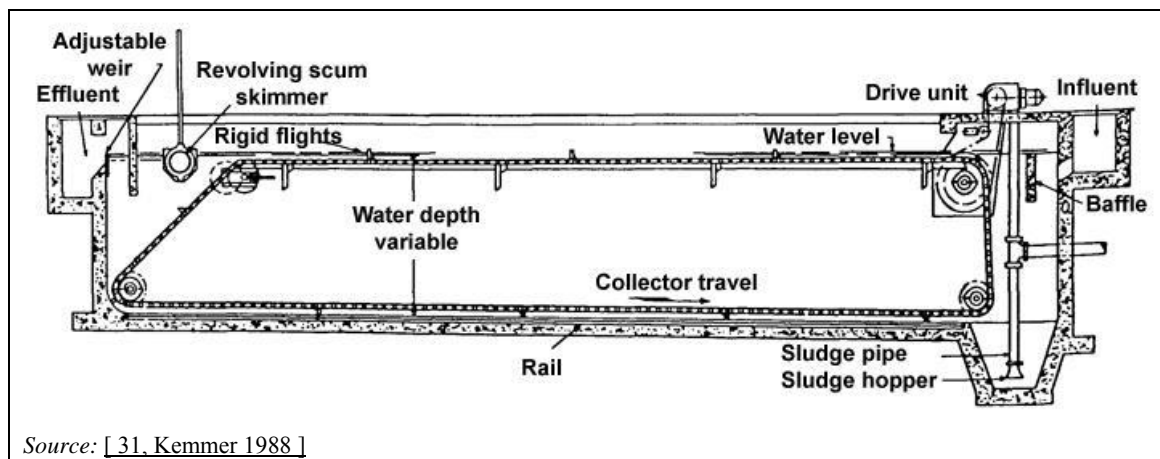 Adjustable
weir
Effluent
Revolving scum
skimmer
Rigid flights
Drive unit
Influent
Water level
Water depth
variable
Baffle
Collector travel
Rail
Sludge pipe
Sludge hopper
Source: [ 31, Kemmer 1988 ]